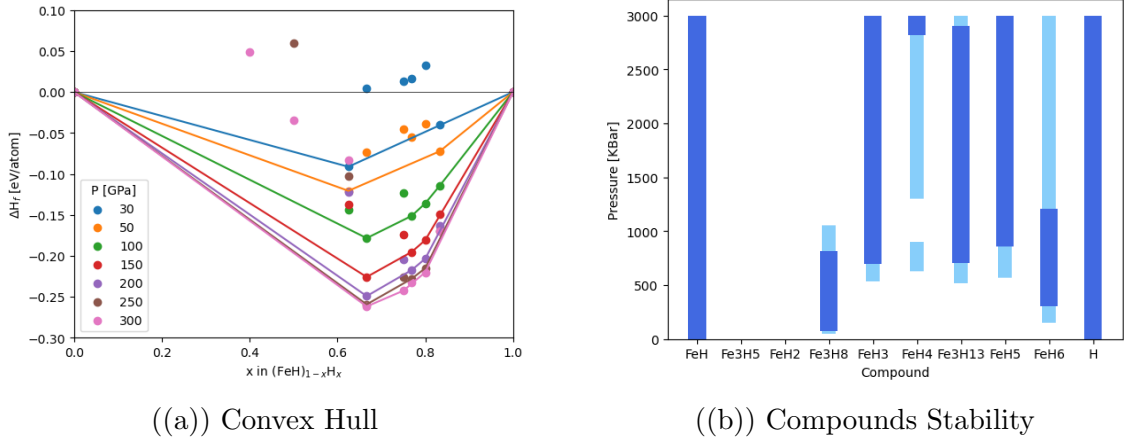 0.10
0.05
0.00
−0.05
−0.10
−0.15
−0.20
−0.25
−0.30
ΔHf [eV/atom]
P [GPa]
30
50
100
150
200
250
300
0.0 0.2 0.4 0.6 0.8 1.0
x in (FeH)1−xHx
((a)) Convex Hull
3000
2500
2000
1500
1000
500
0
Pressure [KBar]
FeH Fe3H5 FeH2 Fe3H8 FeH3 FeH4 Fe3H13 FeH5 FeH6 H
Compound
((b)) Compounds Stability